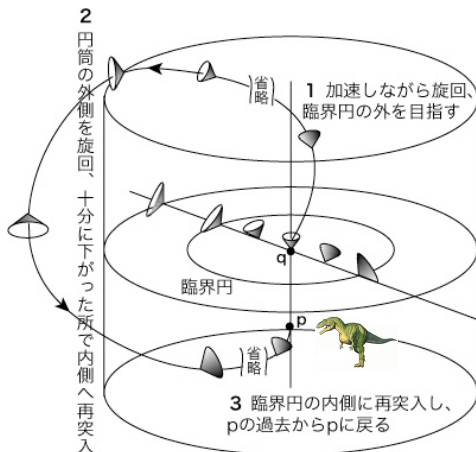 2
円筒の外側を旋回、十分に下がった所で内側へ再突入
(省略)
1 加速しながら旋回、
臨界円の外を目指す
q
臨界円
p
(省略)
3 臨界円の内側に再突入し、
pの過去からpに戻る